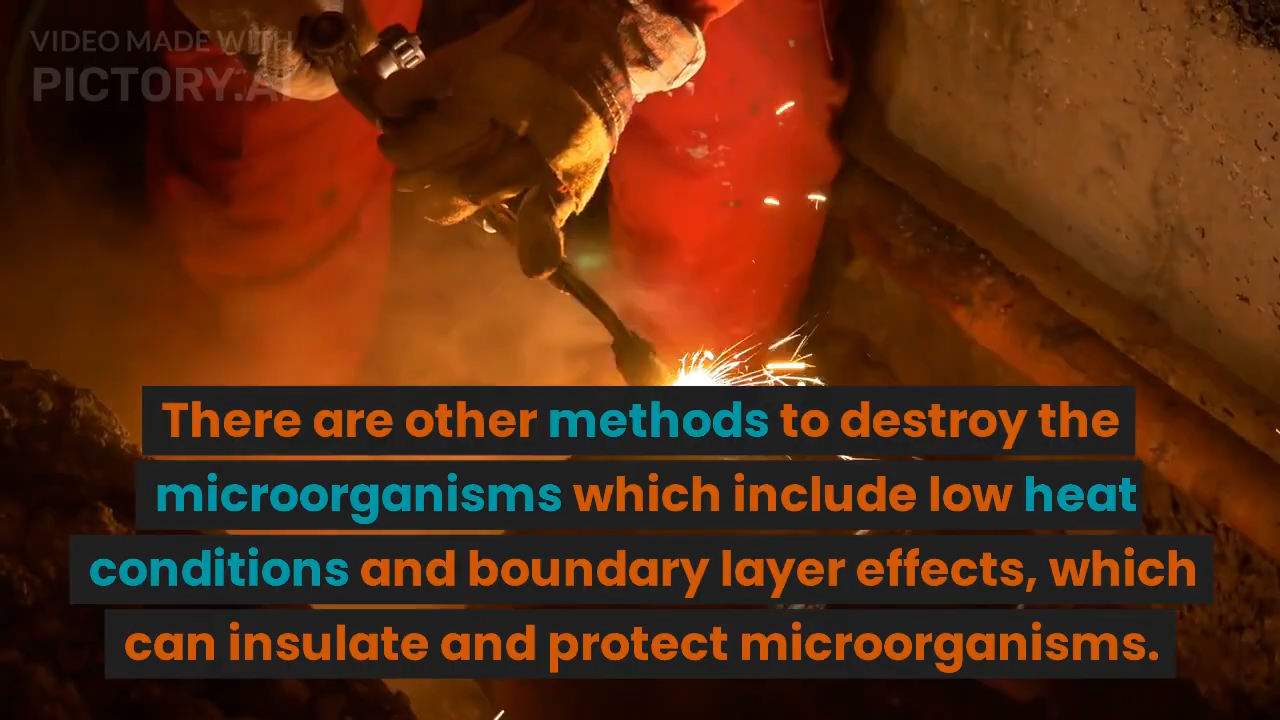 VIDEO MADE WITH
PICTORY.AI
There are other methods to destroy the
microorganisms which include low heat
conditions and boundary layer effects, which
can insulate and protect microorganisms.